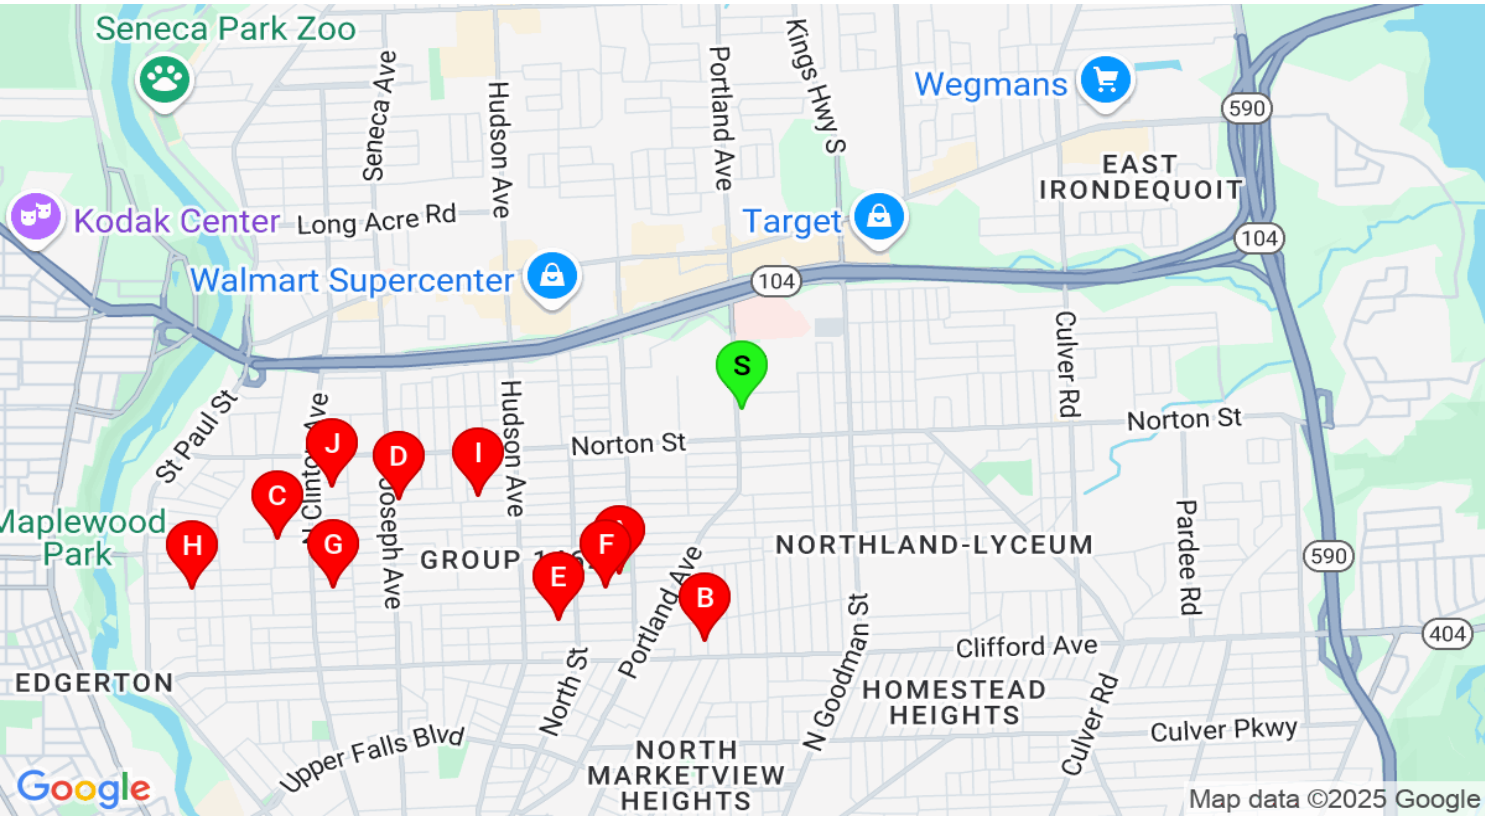 Seneca Park Zoo
Seneca Ave
Hudson Ave
Portland Ave
Kings Hwy S
Wegmans
590
EAST
IRONDEQUOIT
Kodak Center
Long Acre Rd
Target
104
Walmart Supercenter
104
S
Culver Rd
St Paul St
Hudson Ave
Norton St
Norton St
J
D
I
C
Joseph Ave
H
G
Maplewood
Park
GROUP
F
E
B
Portland Ave
NORTHLAND-LYCEUM
Pardee Rd
590
N Goodman St
Clifford Ave
404
EDGERTON
North St
HOMESTEAD
HEIGHTS
Culver Rd
Culver Pkwy
Upper Falls Blvd
NORTH
MARKETVIEW
HEIGHTS
Google
Map data ©2025 Google